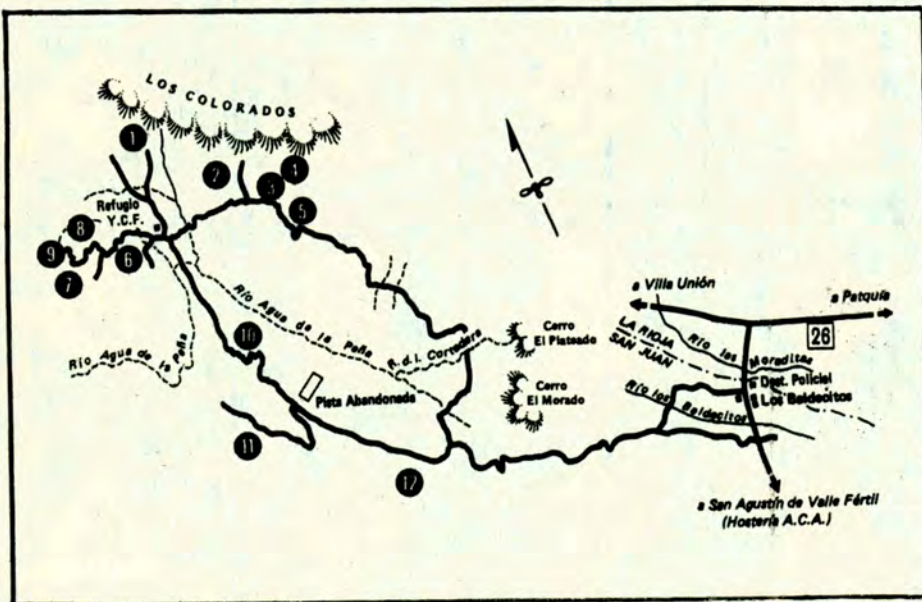 LOS COLORADOS
1
2
4
3
5
Refugio
Y.C.F.
8
9
7
6
Río Agua de la Peña
Río Agua de la Peña
10
Pista Abandonada
11
12
R. d. l. Corredera
Cerro
El Plateado
Cerro
El Morado
a Villa Unión
a Patquía
26
LA RIOJA
SAN JUAN
Río las Moraditas
Dest. Policial
Los Baldecitos
Río los Baldecitos
a San Agustín de Valle Fértil
(Hostería A.C.A.)